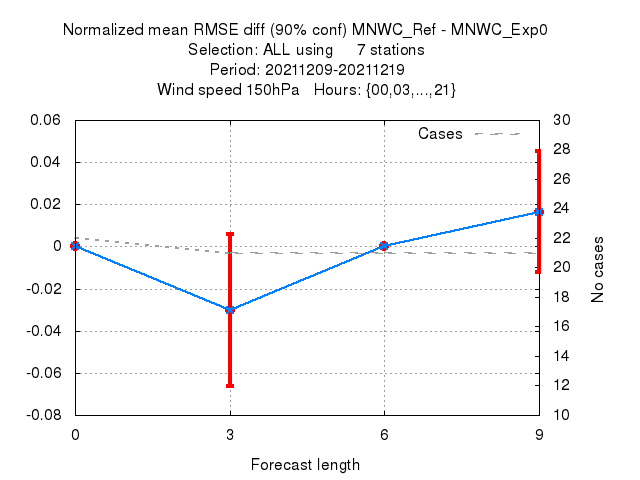 Normalized mean RMSE diff (90% conf) MNWC_Ref - MNWC_Exp0
Selection: ALL using 7 stations
Period: 20211209-20211219
Wind speed 150hPa Hours: {00,03,...,21}
Cases
0.06
0.04
0.02
0
-0.02
-0.04
-0.06
-0.08
30
28
26
24
22
20
18
16
14
12
10
No cases
0 3 6 9
Forecast length